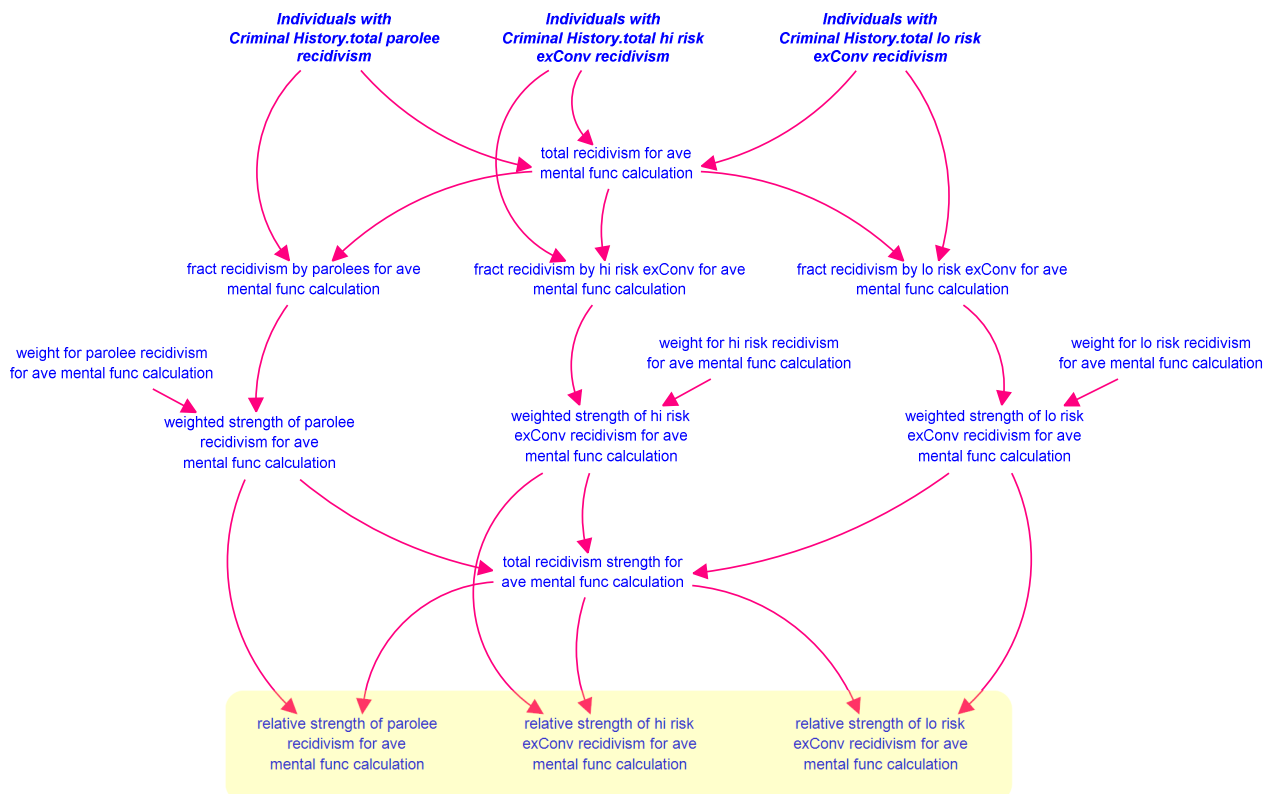 Individuals with
Criminal History.total parolee
recidivism
Individuals with
Criminal History.total hi risk
exConv recidivism
Individuals with
Criminal History.total lo risk
exConv recidivism
total recidivism for ave
mental func calculation
fract recidivism by parolees for ave
mental func calculation
fract recidivism by hi risk exConv for ave
mental func calculation
fract recidivism by lo risk exConv for ave
mental func calculation
weight for parolee recidivism
for ave mental func calculation
weight for hi risk recidivism
for ave mental func calculation
weight for lo risk recidivism
for ave mental func calculation
weighted strength of parolee
recidivism for ave
mental func calculation
weighted strength of hi risk
exConv recidivism for ave
mental func calculation
weighted strength of lo risk
exConv recidivism for ave
mental func calculation
total recidivism strength for
ave mental func calculation
relative strength of parolee
recidivism for ave
mental func calculation
relative strength of hi risk
exConv recidivism for ave
mental func calculation
relative strength of lo risk
exConv recidivism for ave
mental func calculation